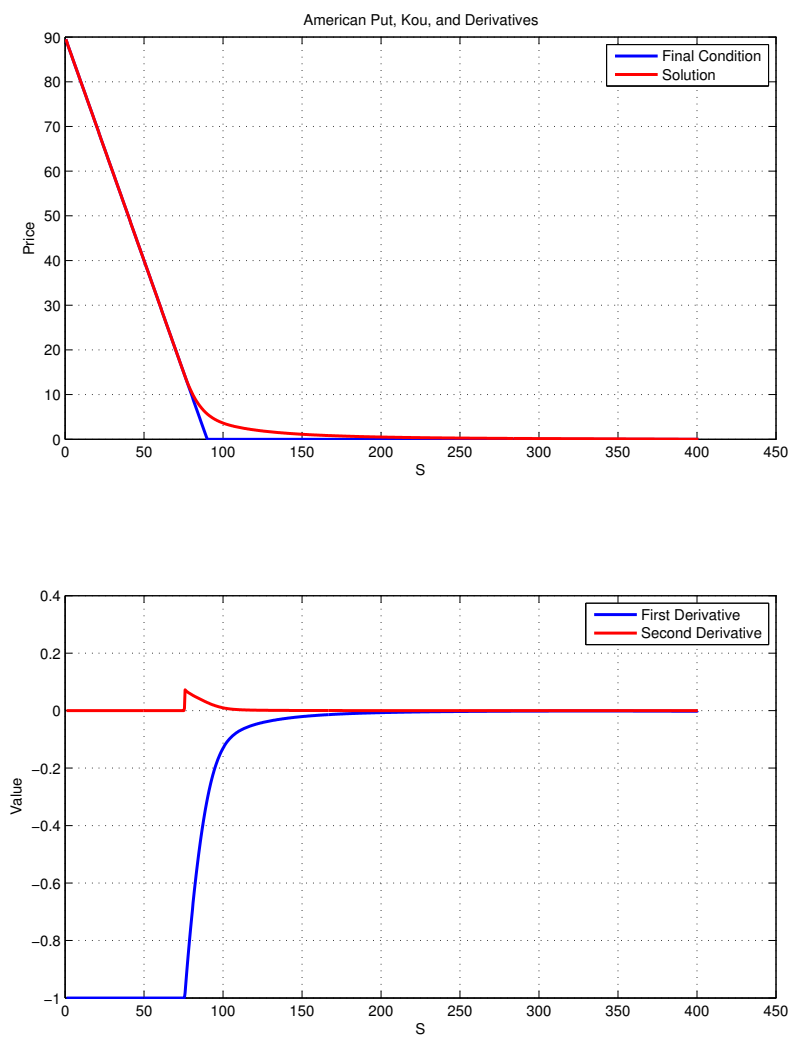 American Put, Kou, and Derivatives
90
80
70
60
50
40
30
20
10
0
Price
Final Condition
Solution
0 50 100 150 200 250 300 350 400 450
S
0.4
0.2
0
−0.2
−0.4
−0.6
−0.8
−1
Value
First Derivative
Second Derivative
0 50 100 150 200 250 300 350 400 450
S